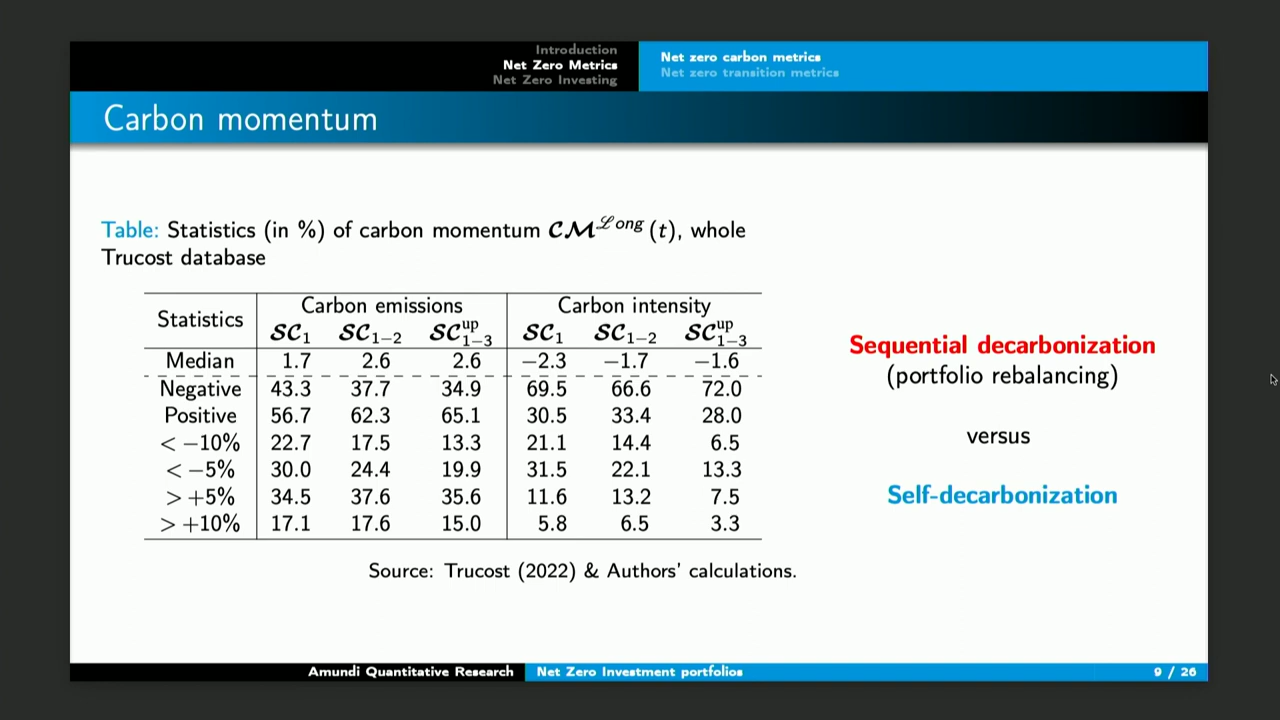 Introduction
Net Zero Metrics
Net Zero Investing
Net zero carbon metrics
Net zero transition metrics
Carbon momentum
Table: Statistics (in %) of carbon momentum 𝓒𝓜^ℒong (t), whole
Trucost database
Statistics Carbon emissions Carbon intensity
𝓢𝓒₁ 𝓢𝓒₁₋₂ 𝓢𝓒₁₋₃^up 𝓢𝓒₁ 𝓢𝓒₁₋₂ 𝓢𝓒₁₋₃^up
Median 1.7 2.6 2.6 −2.3 −1.7 −1.6
Negative 43.3 37.7 34.9 69.5 66.6 72.0
Positive 56.7 62.3 65.1 30.5 33.4 28.0
< −10% 22.7 17.5 13.3 21.1 14.4 6.5
< −5% 30.0 24.4 19.9 31.5 22.1 13.3
> +5% 34.5 37.6 35.6 11.6 13.2 7.5
> +10% 17.1 17.6 15.0 5.8 6.5 3.3
Source: Trucost (2022) & Authors' calculations.
Sequential decarbonization
(portfolio rebalancing)
versus
Self-decarbonization
Amundi Quantitative Research Net Zero Investment portfolios 9 / 26